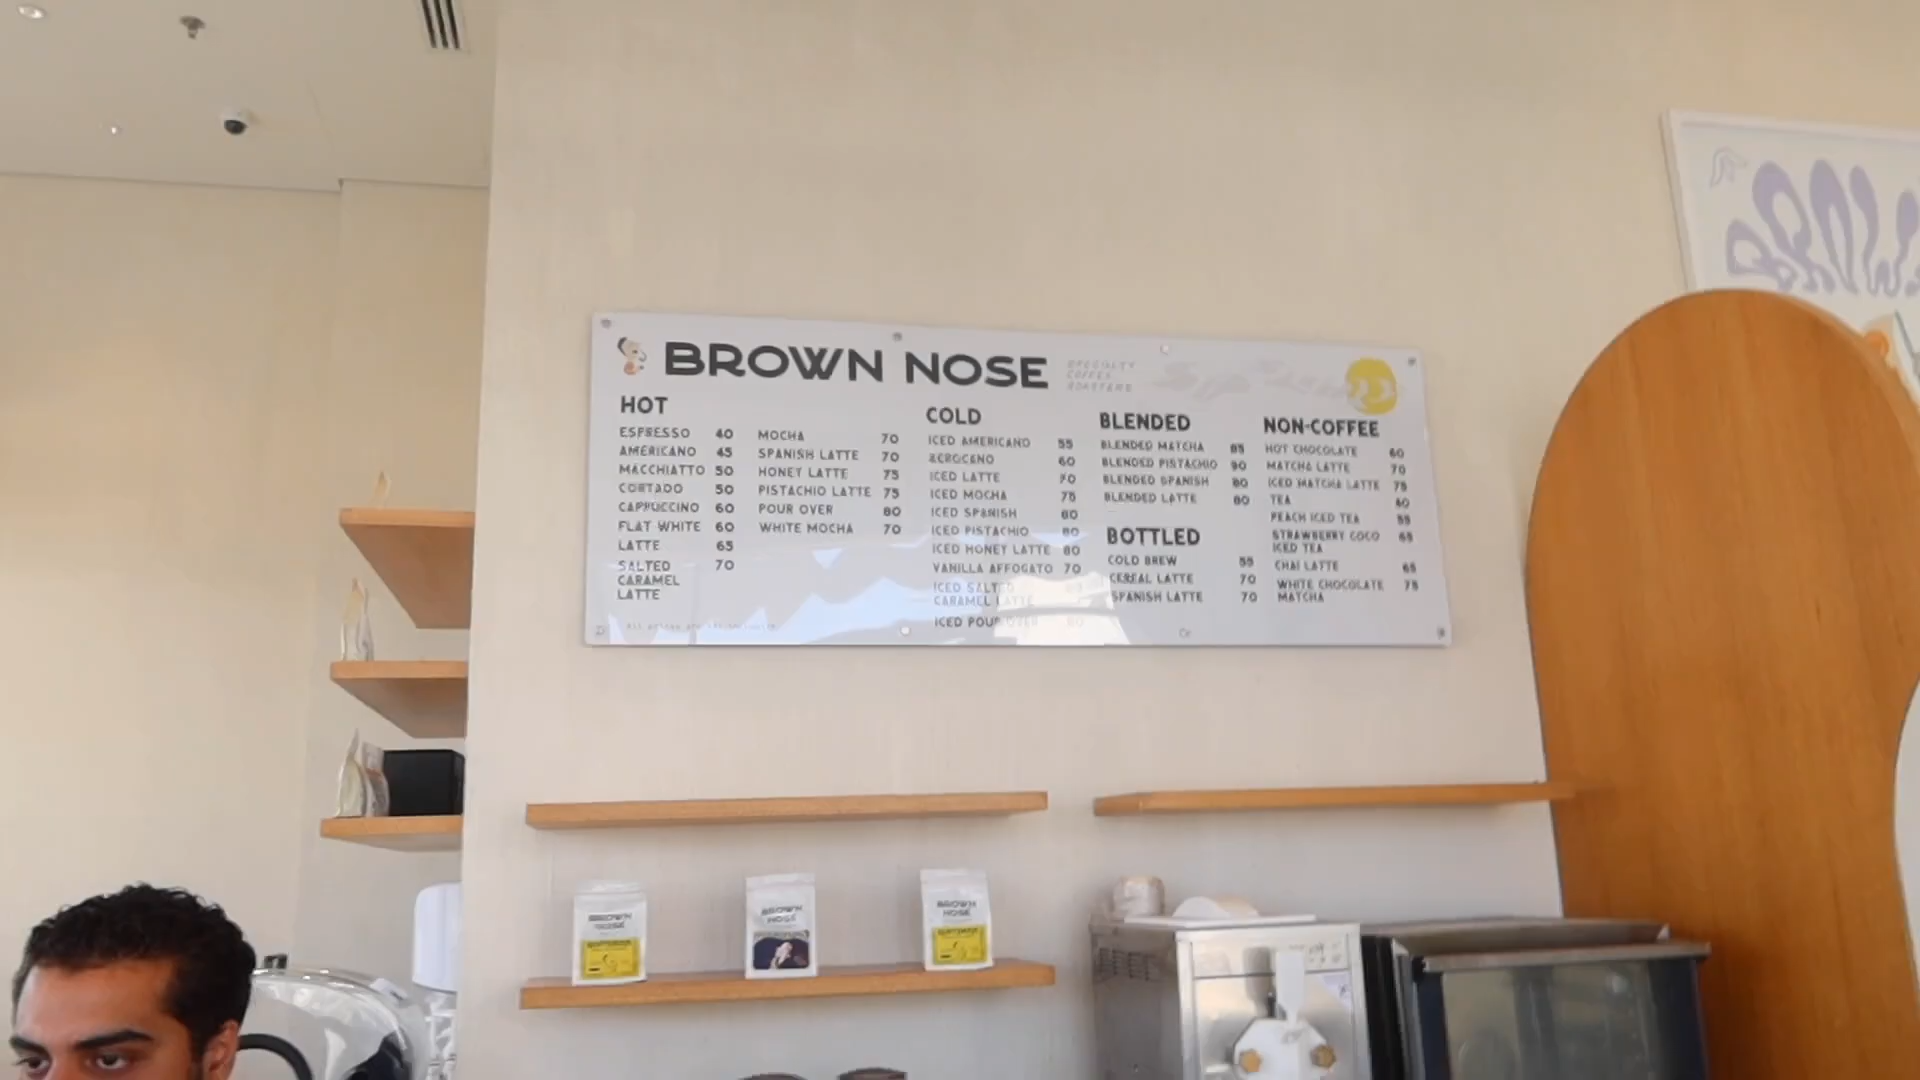 BROWN NOSE
SPECIALTY
COFFEE
ROASTERS
HOT
ESPRESSO 40
AMERICANO 45
MACCHIATTO 50
CORTADO 50
CAPPUCCINO 60
FLAT WHITE 60
LATTE 65
SALTED 70
CARAMEL
LATTE
MOCHA 70
SPANISH LATTE 70
HONEY LATTE 75
PISTACHIO LATTE 75
POUR OVER 80
WHITE MOCHA 70
COLD
ICED AMERICANO 55
AEROCANO 60
ICED LATTE 70
ICED MOCHA 75
ICED SPANISH 80
ICED PISTACHIO 80
ICED HONEY LATTE 80
VANILLA AFFOGATO 70
ICED SALTED
CARAMEL LATTE
ICED POUR OVER 80
BLENDED
BLENDED MATCHA 85
BLENDED PISTACHIO 90
BLENDED SPANISH 80
BLENDED LATTE 80
BOTTLED
COLD BREW 55
CEREAL LATTE 70
SPANISH LATTE 70
NON-COFFEE
HOT CHOCOLATE 60
MATCHA LATTE 70
ICED MATCHA LATTE 75
TEA 40
PEACH ICED TEA 55
STRAWBERRY COCO 65
ICED TEA
CHAI LATTE 65
WHITE CHOCOLATE 75
MATCHA
BROWN
NOSE
BROWN
NOSE
BROWN
NOSE